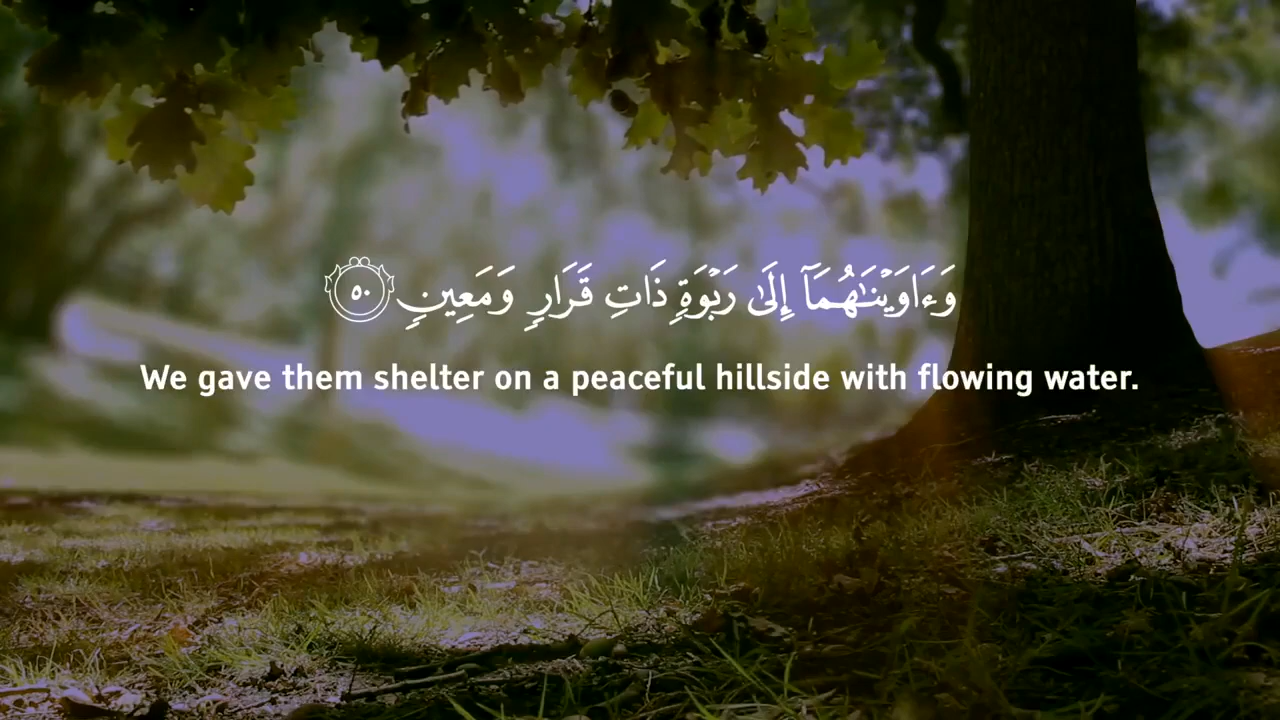 وَءَاوَيْنَٰهُمَآ إِلَىٰ رَبْوَةٍ ذَاتِ قَرَارٍ وَمَعِينٍ ۝٥٠
We gave them shelter on a peaceful hillside with flowing water.